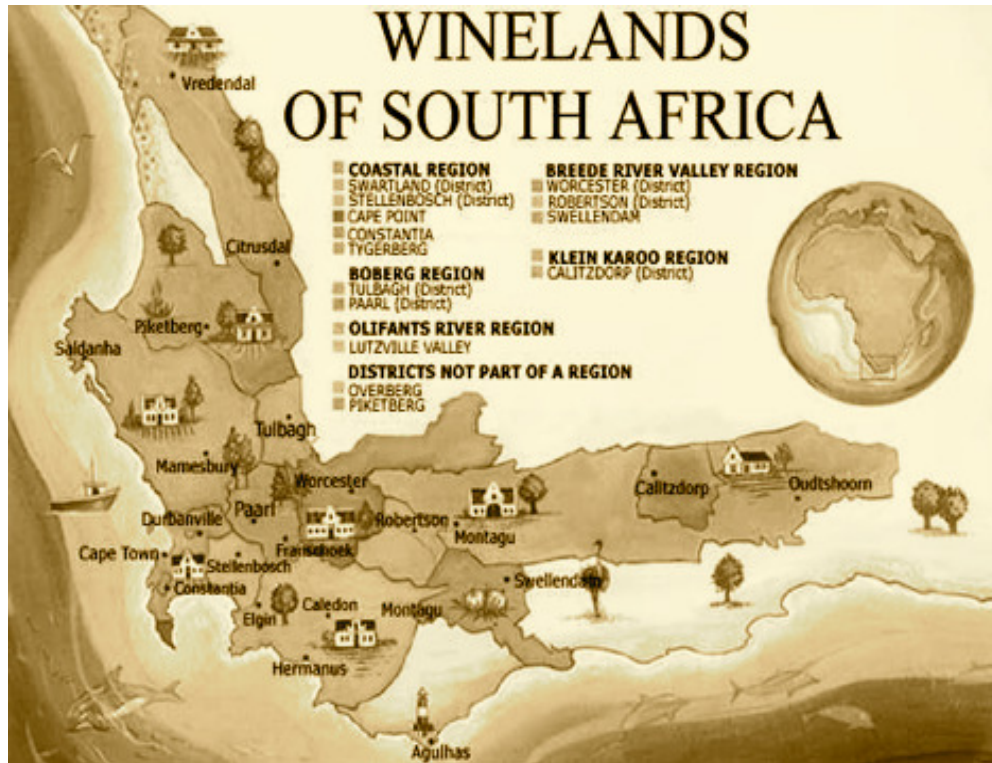 WINELANDS
OF SOUTH AFRICA
COASTAL REGION
SWARTLAND (District)
STELLENBOSCH (District)
CAPE POINT
CONSTANTIA
TYGERBERG
BOBERG REGION
TULBAGH (District)
PAARL (District)
OLIFANTS RIVER REGION
LUTZVILLE VALLEY
DISTRICTS NOT PART OF A REGION
OVERBERG
PIKETBERG
BREEDE RIVER VALLEY REGION
WORCESTER (District)
ROBERTSON (District)
SWELLENDAM
KLEIN KAROO REGION
CALITZDORP (District)
Vredendal
Citrusdal
Piketberg
Saldanha
Tulbagh
Mamesbury
Worcester
Calitzdorp
Oudtshoorn
Paarl
Durbanville
Robertson
Montagu
Cape Town
Franschoek
Stellenbosch
Constantia
Swellendam
Elgin
Caledon
Montagu
Hermanus
Agulhas